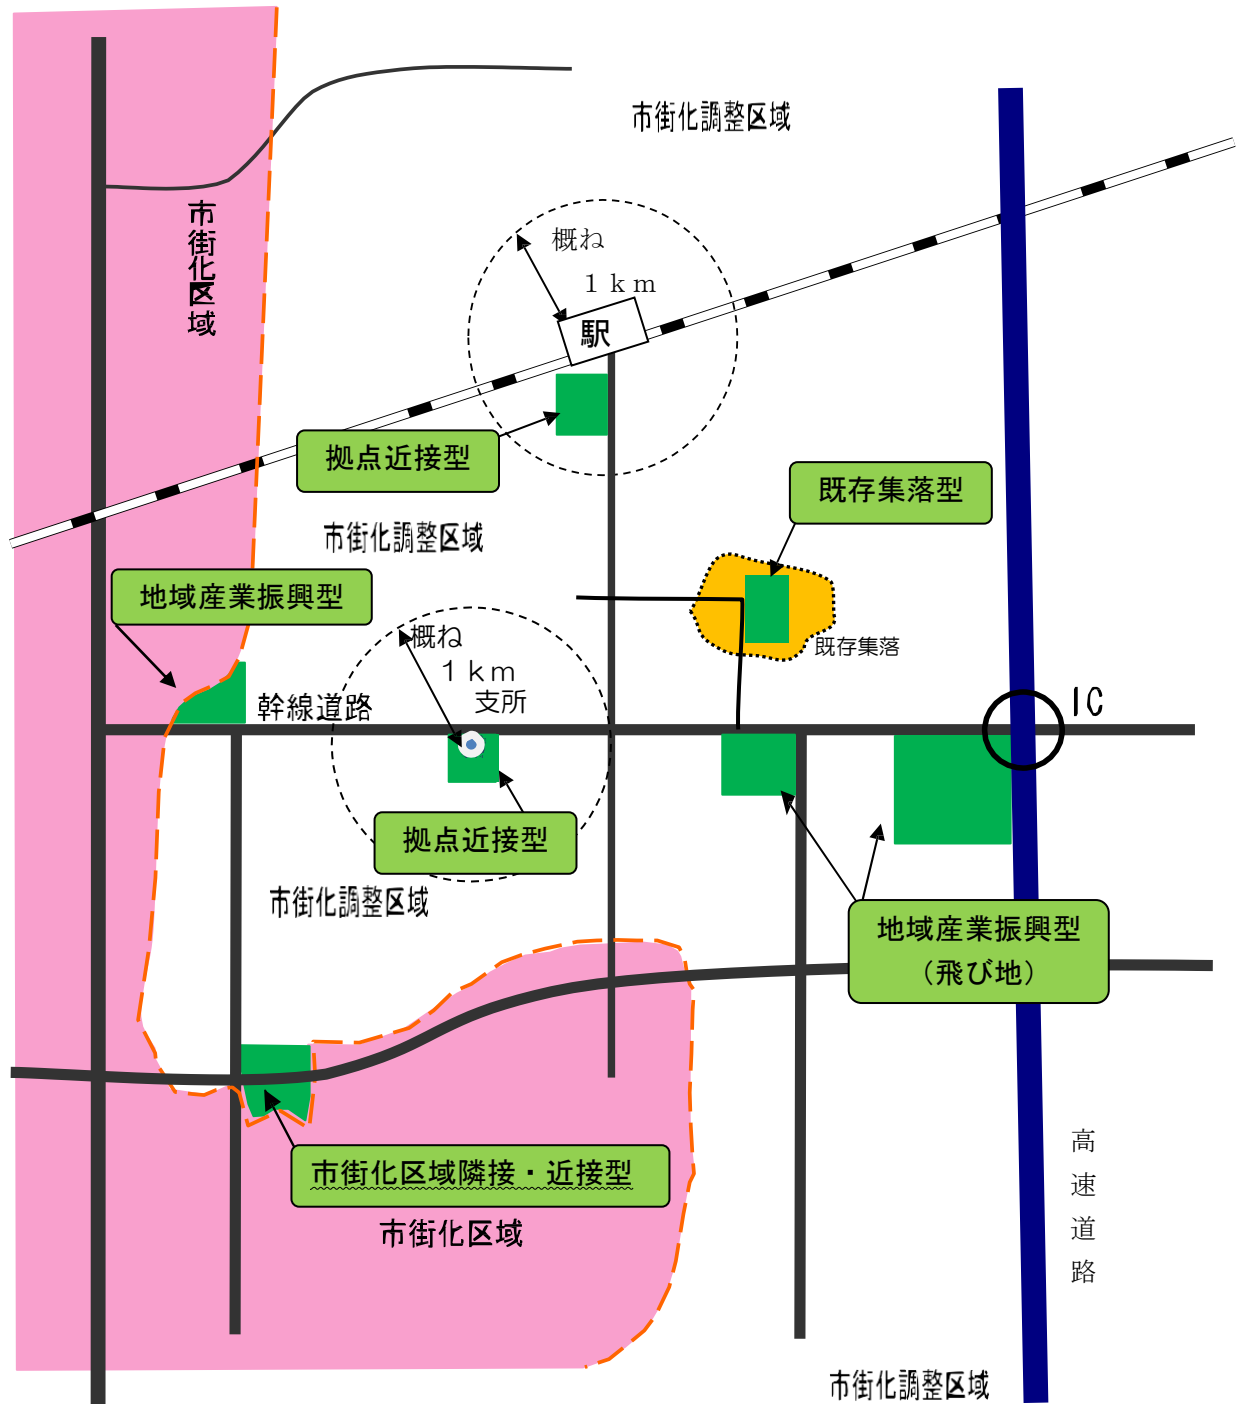 市街化調整区域
市街化区域
概ね
１ｋｍ
駅
拠点近接型
既存集落型
市街化調整区域
地域産業振興型
概ね
１ｋｍ
支所
既存集落
幹線道路
IC
拠点近接型
市街化調整区域
地域産業振興型
（飛び地）
高速道路
市街化区域隣接・近接型
市街化区域
市街化調整区域